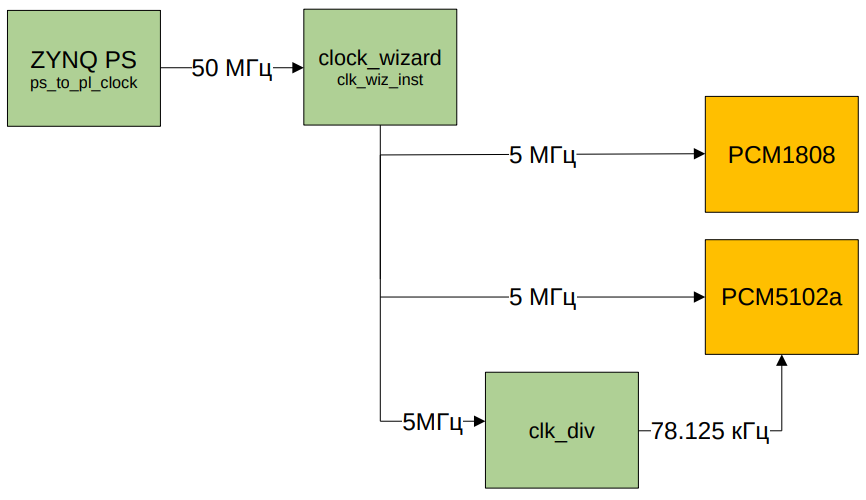 ZYNQ PS
ps_to_pl_clock
50 МГц
clock_wizard
clk_wiz_inst
5 МГц
PCM1808
5 МГц
PCM5102a
5МГц
clk_div
78.125 кГц